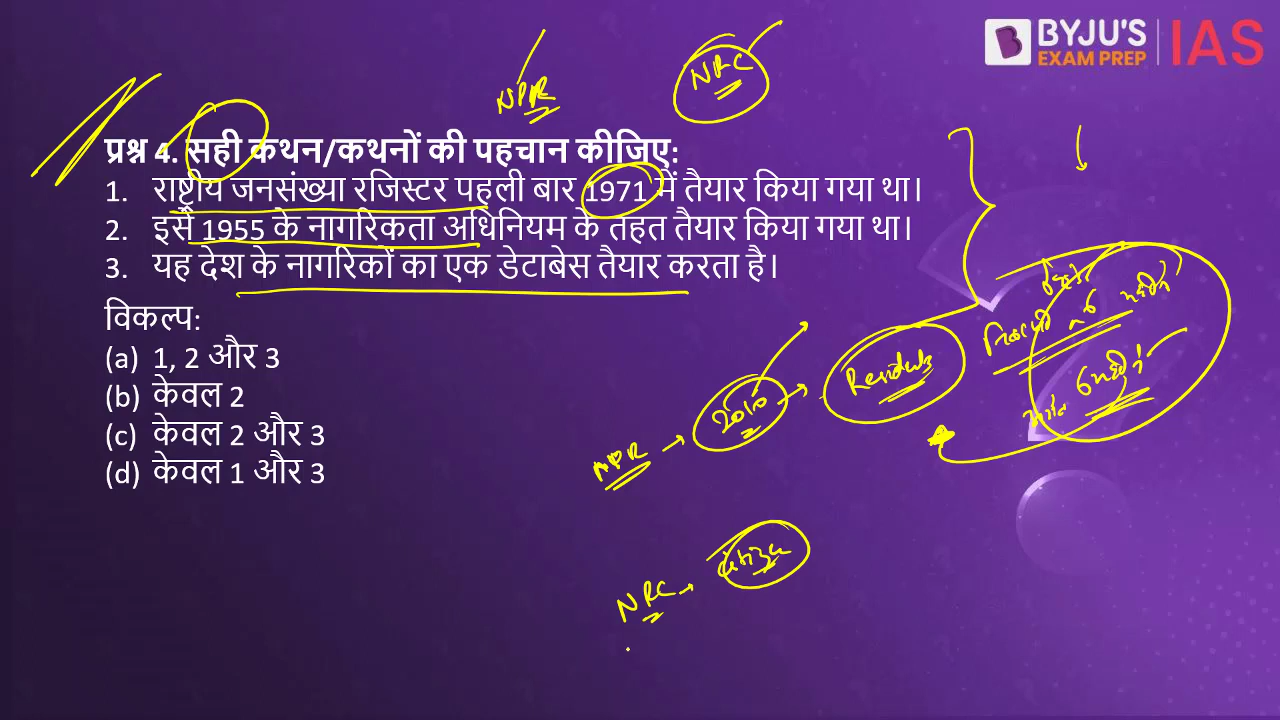 BYJU'S
EXAM PREP
IAS
NPR
NRC
प्रश्न 4. सही कथन/कथनों की पहचान कीजिए:
1. राष्ट्रीय जनसंख्या रजिस्टर पहली बार 1971 में तैयार किया गया था।
2. इसे 1955 के नागरिकता अधिनियम के तहत तैयार किया गया था।
3. यह देश के नागरिकों का एक डेटाबेस तैयार करता है।
विकल्प:
(a) 1, 2 और 3
(b) केवल 2
(c) केवल 2 और 3
(d) केवल 1 और 3
NPR → 2010 → Residents
NRC →